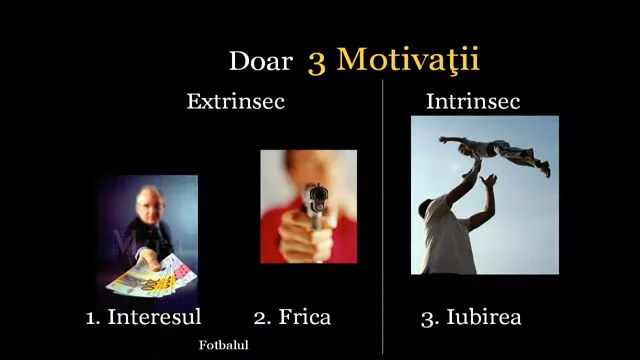 Doar 3 Motivaţii
Extrinsec
Intrinsec
1. Interesul
2. Frica
3. Iubirea
Fotbalul